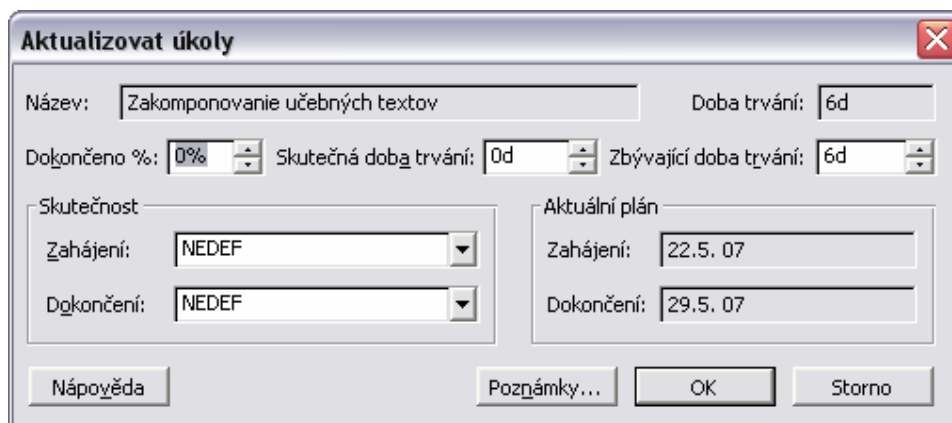 Aktualizovat úkoly
Název: Zakomponovanie učebných textov Doba trvání: 6d
Dokončeno %: 0% Skutečná doba trvání: 0d Zbývající doba trvání: 6d
Skutečnost Aktuální plán
Zahájení: NEDEF Zahájení: 22.5. 07
Dokončení: NEDEF Dokončení: 29.5. 07
Nápověda Poznámky... OK Storno